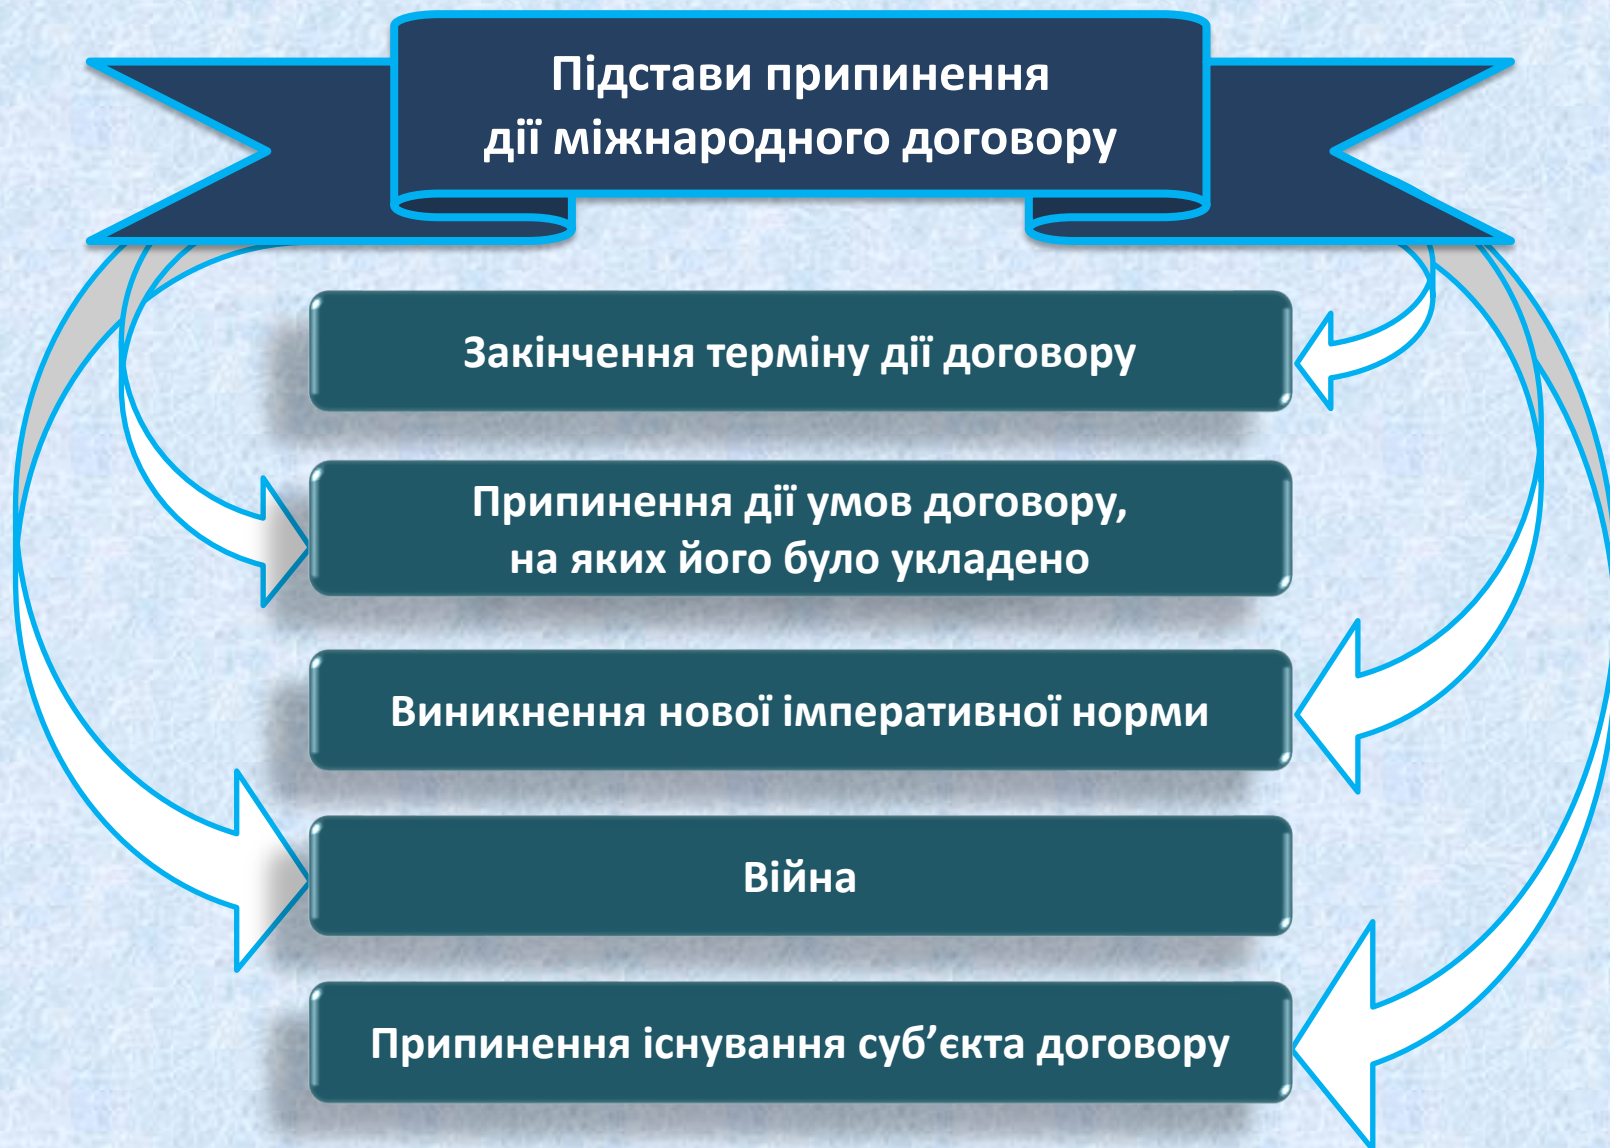 Підстави припинення
дії міжнародного договору
Закінчення терміну дії договору
Припинення дії умов договору,
на яких його було укладено
Виникнення нової імперативної норми
Війна
Припинення існування суб’єкта договору